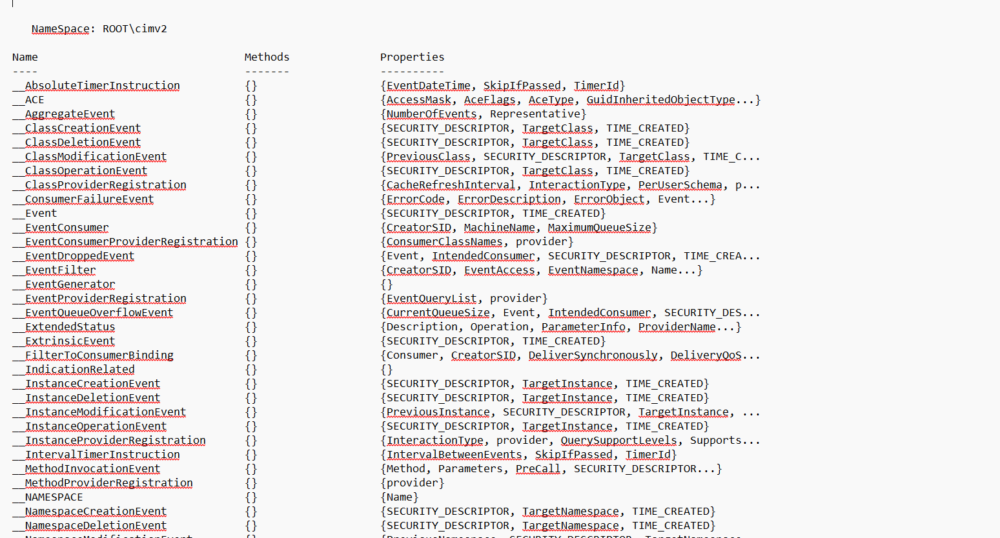 NameSpace: ROOT\cimv2
Name Methods Properties
---- ------- ----------
__AbsoluteTimerInstruction {} {EventDateTime, SkipIfPassed, TimerId}
__ACE {} {AccessMask, AceFlags, AceType, GuidInheritedObjectType...}
__AggregateEvent {} {NumberOfEvents, Representative}
__ClassCreationEvent {} {SECURITY_DESCRIPTOR, TargetClass, TIME_CREATED}
__ClassDeletionEvent {} {SECURITY_DESCRIPTOR, TargetClass, TIME_CREATED}
__ClassModificationEvent {} {PreviousClass, SECURITY_DESCRIPTOR, TargetClass, TIME_C...
__ClassOperationEvent {} {SECURITY_DESCRIPTOR, TargetClass, TIME_CREATED}
__ClassProviderRegistration {} {CacheRefreshInterval, InteractionType, PerUserSchema, p...
__ConsumerFailureEvent {} {ErrorCode, ErrorDescription, ErrorObject, Event...}
__Event {} {SECURITY_DESCRIPTOR, TIME_CREATED}
__EventConsumer {} {CreatorSID, MachineName, MaximumQueueSize}
__EventConsumerProviderRegistration {} {ConsumerClassNames, provider}
__EventDroppedEvent {} {Event, IntendedConsumer, SECURITY_DESCRIPTOR, TIME_CREA...
__EventFilter {} {CreatorSID, EventAccess, EventNamespace, Name...}
__EventGenerator {} {}
__EventProviderRegistration {} {EventQueryList, provider}
__EventQueueOverflowEvent {} {CurrentQueueSize, Event, IntendedConsumer, SECURITY_DES...
__ExtendedStatus {} {Description, Operation, ParameterInfo, ProviderName...}
__ExtrinsicEvent {} {SECURITY_DESCRIPTOR, TIME_CREATED}
__FilterToConsumerBinding {} {Consumer, CreatorSID, DeliverSynchronously, DeliveryQoS...
__IndicationRelated {} {}
__InstanceCreationEvent {} {SECURITY_DESCRIPTOR, TargetInstance, TIME_CREATED}
__InstanceDeletionEvent {} {SECURITY_DESCRIPTOR, TargetInstance, TIME_CREATED}
__InstanceModificationEvent {} {PreviousInstance, SECURITY_DESCRIPTOR, TargetInstance, ...
__InstanceOperationEvent {} {SECURITY_DESCRIPTOR, TargetInstance, TIME_CREATED}
__InstanceProviderRegistration {} {InteractionType, provider, QuerySupportLevels, Supports...
__IntervalTimerInstruction {} {IntervalBetweenEvents, SkipIfPassed, TimerId}
__MethodInvocationEvent {} {Method, Parameters, PreCall, SECURITY_DESCRIPTOR...}
__MethodProviderRegistration {} {provider}
__NAMESPACE {} {Name}
__NamespaceCreationEvent {} {SECURITY_DESCRIPTOR, TargetNamespace, TIME_CREATED}
__NamespaceDeletionEvent {} {SECURITY_DESCRIPTOR, TargetNamespace, TIME_CREATED}